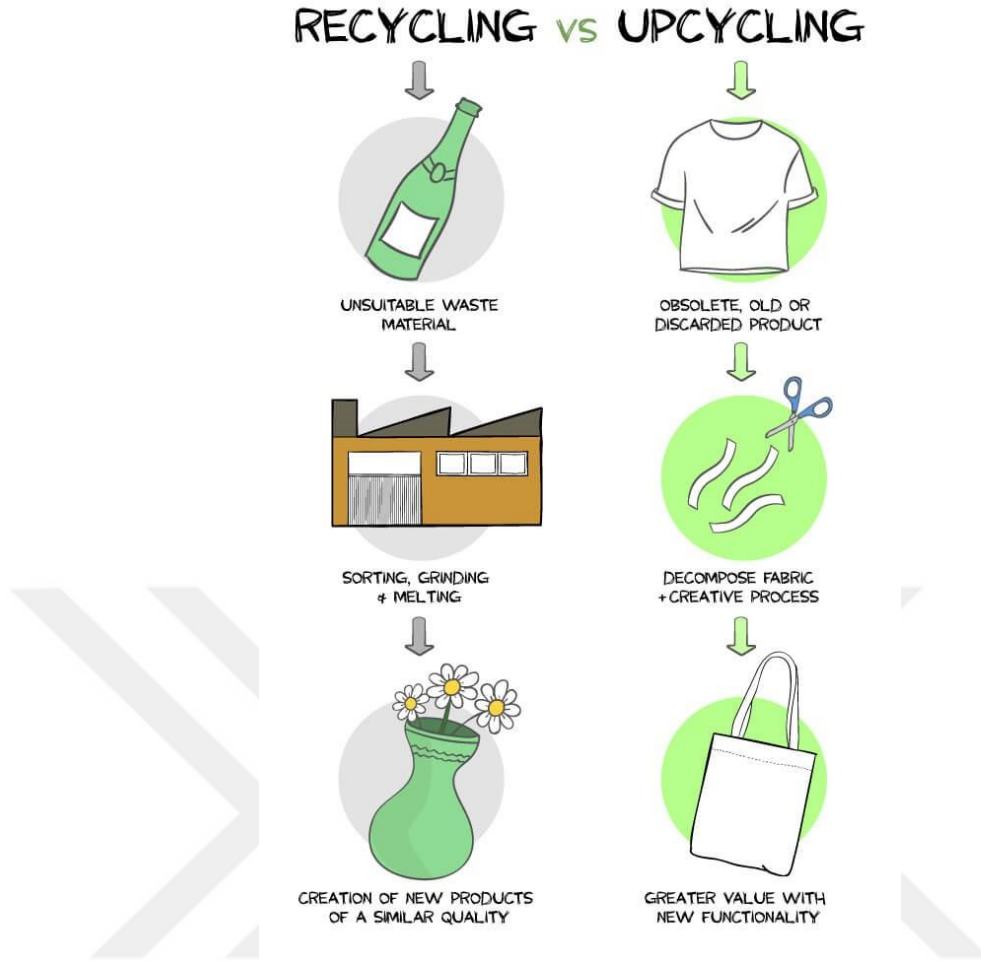 RECYCLING VS UPCYCLING
UNSUITABLE WASTE
MATERIAL
OBSOLETE, OLD OR
DISCARDED PRODUCT
SORTING, GRINDING
& MELTING
DECOMPOSE FABRIC
+CREATIVE PROCESS
CREATION OF NEW PRODUCTS
OF A SIMILAR QUALITY
GREATER VALUE WITH
NEW FUNCTIONALITY